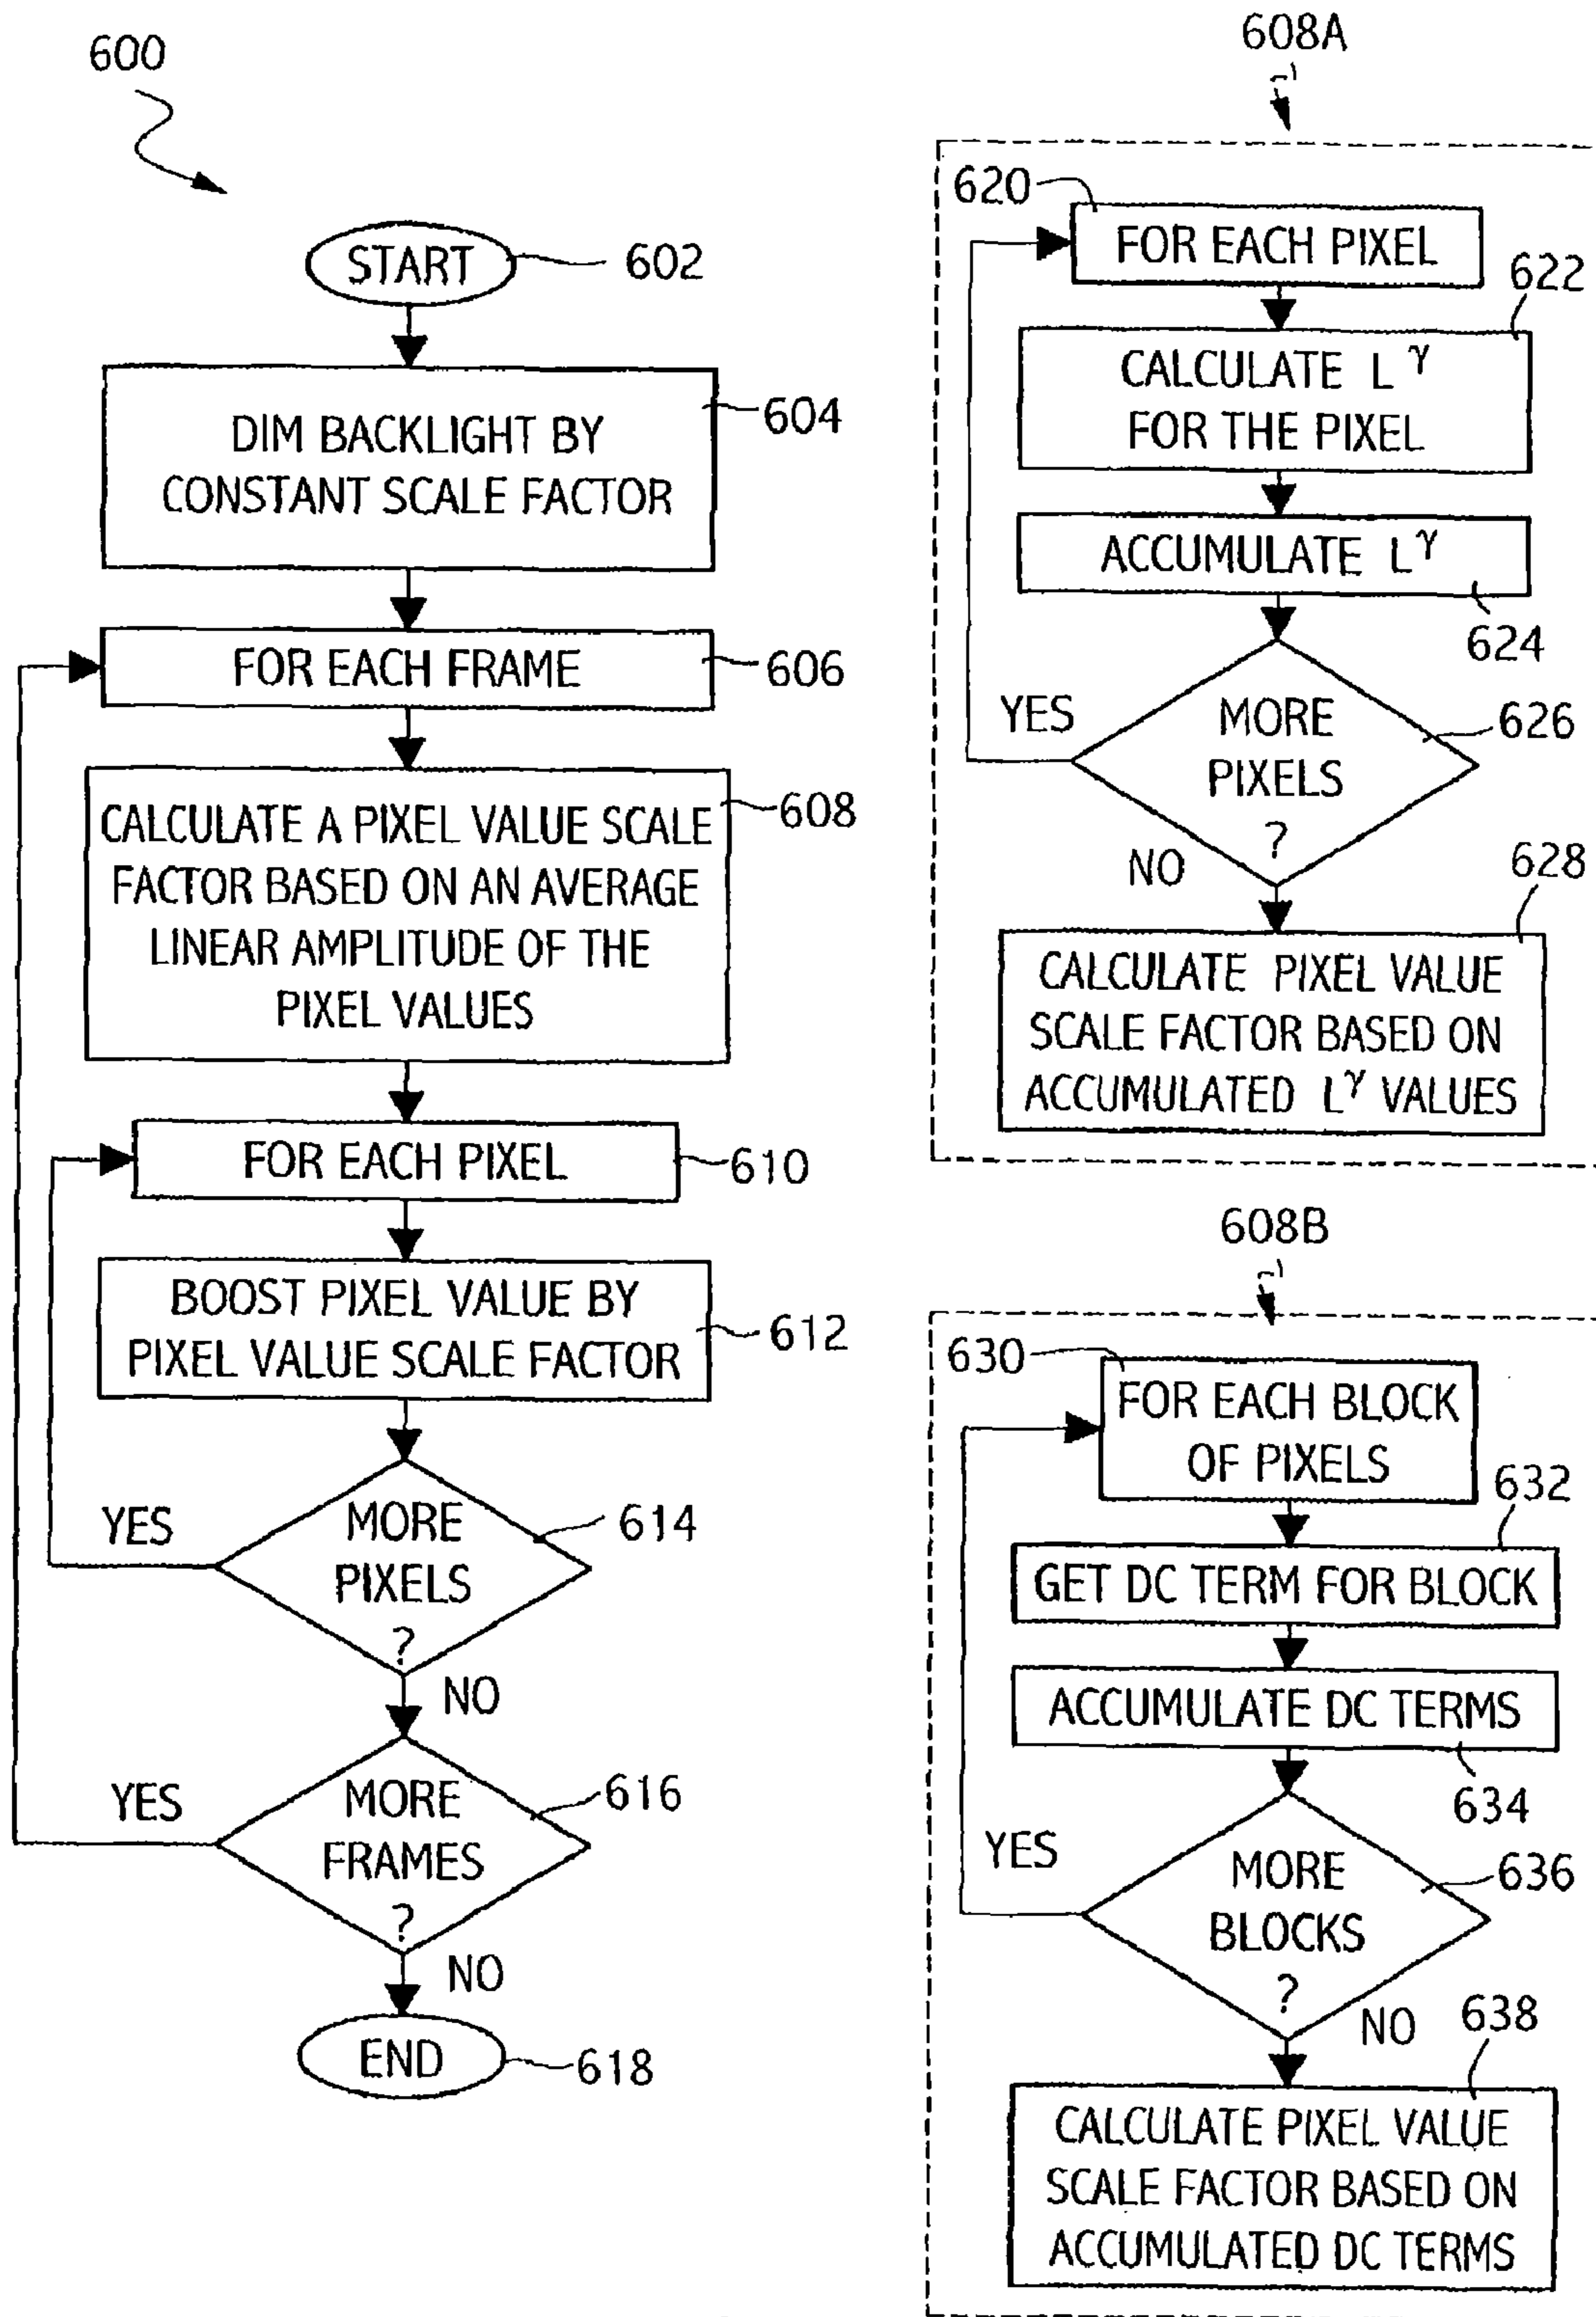 600
START
602
DIM BACKLIGHT BY
CONSTANT SCALE FACTOR
604
FOR EACH FRAME
606
CALCULATE A PIXEL VALUE SCALE
FACTOR BASED ON AN AVERAGE
LINEAR AMPLITUDE OF THE
PIXEL VALUES
608
FOR EACH PIXEL
610
BOOST PIXEL VALUE BY
PIXEL VALUE SCALE FACTOR
612
MORE
PIXELS
?
614
YES
NO
MORE
FRAMES
?
616
YES
NO
END
618
608A
620
FOR EACH PIXEL
622
CALCULATE L^γ
FOR THE PIXEL
ACCUMULATE L^γ
624
MORE
PIXELS
?
626
YES
NO
628
CALCULATE PIXEL VALUE
SCALE FACTOR BASED ON
ACCUMULATED L^γ VALUES
608B
630
FOR EACH BLOCK
OF PIXELS
632
GET DC TERM FOR BLOCK
ACCUMULATE DC TERMS
634
MORE
BLOCKS
?
636
YES
NO
638
CALCULATE PIXEL VALUE
SCALE FACTOR BASED ON
ACCUMULATED DC TERMS